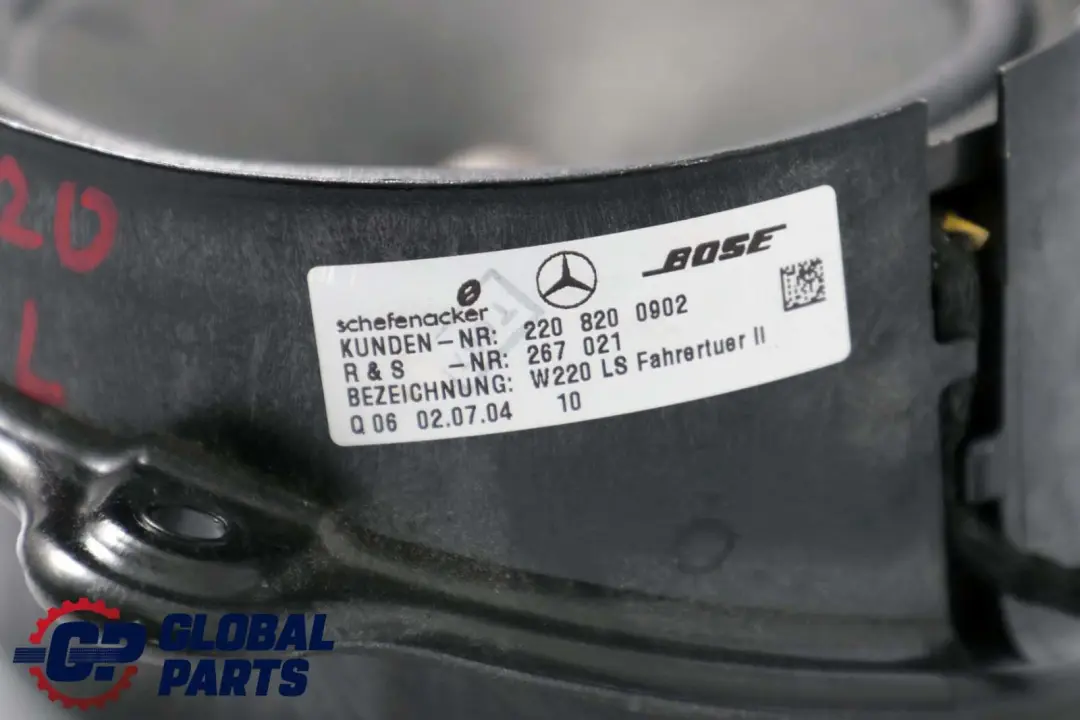 20
L
schefenacker
BOSE
KUNDEN-NR: 220 820 0902
R & S -NR: 267 021
BEZEICHNUNG: W220 LS Fahrertuer II
Q 06 02.07.04 10
GP GLOBAL
PARTS